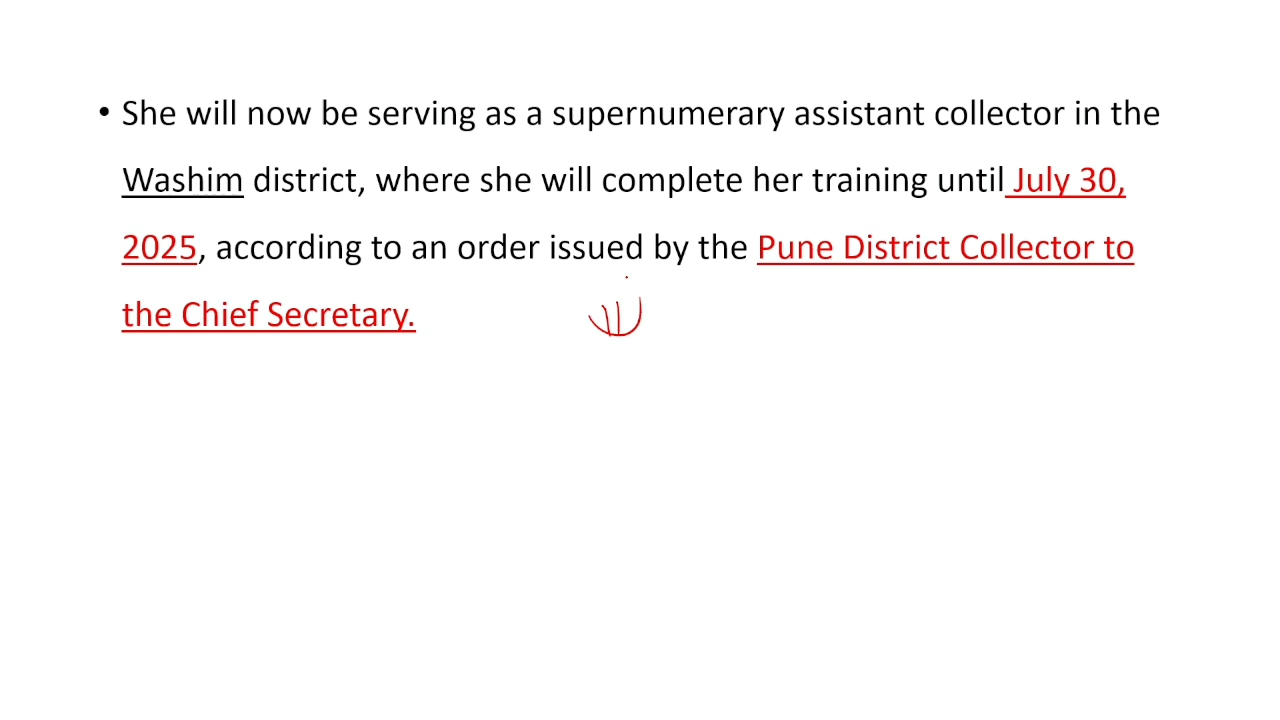 • She will now be serving as a supernumerary assistant collector in the
Washim district, where she will complete her training until July 30,
2025, according to an order issued by the Pune District Collector to
the Chief Secretary.